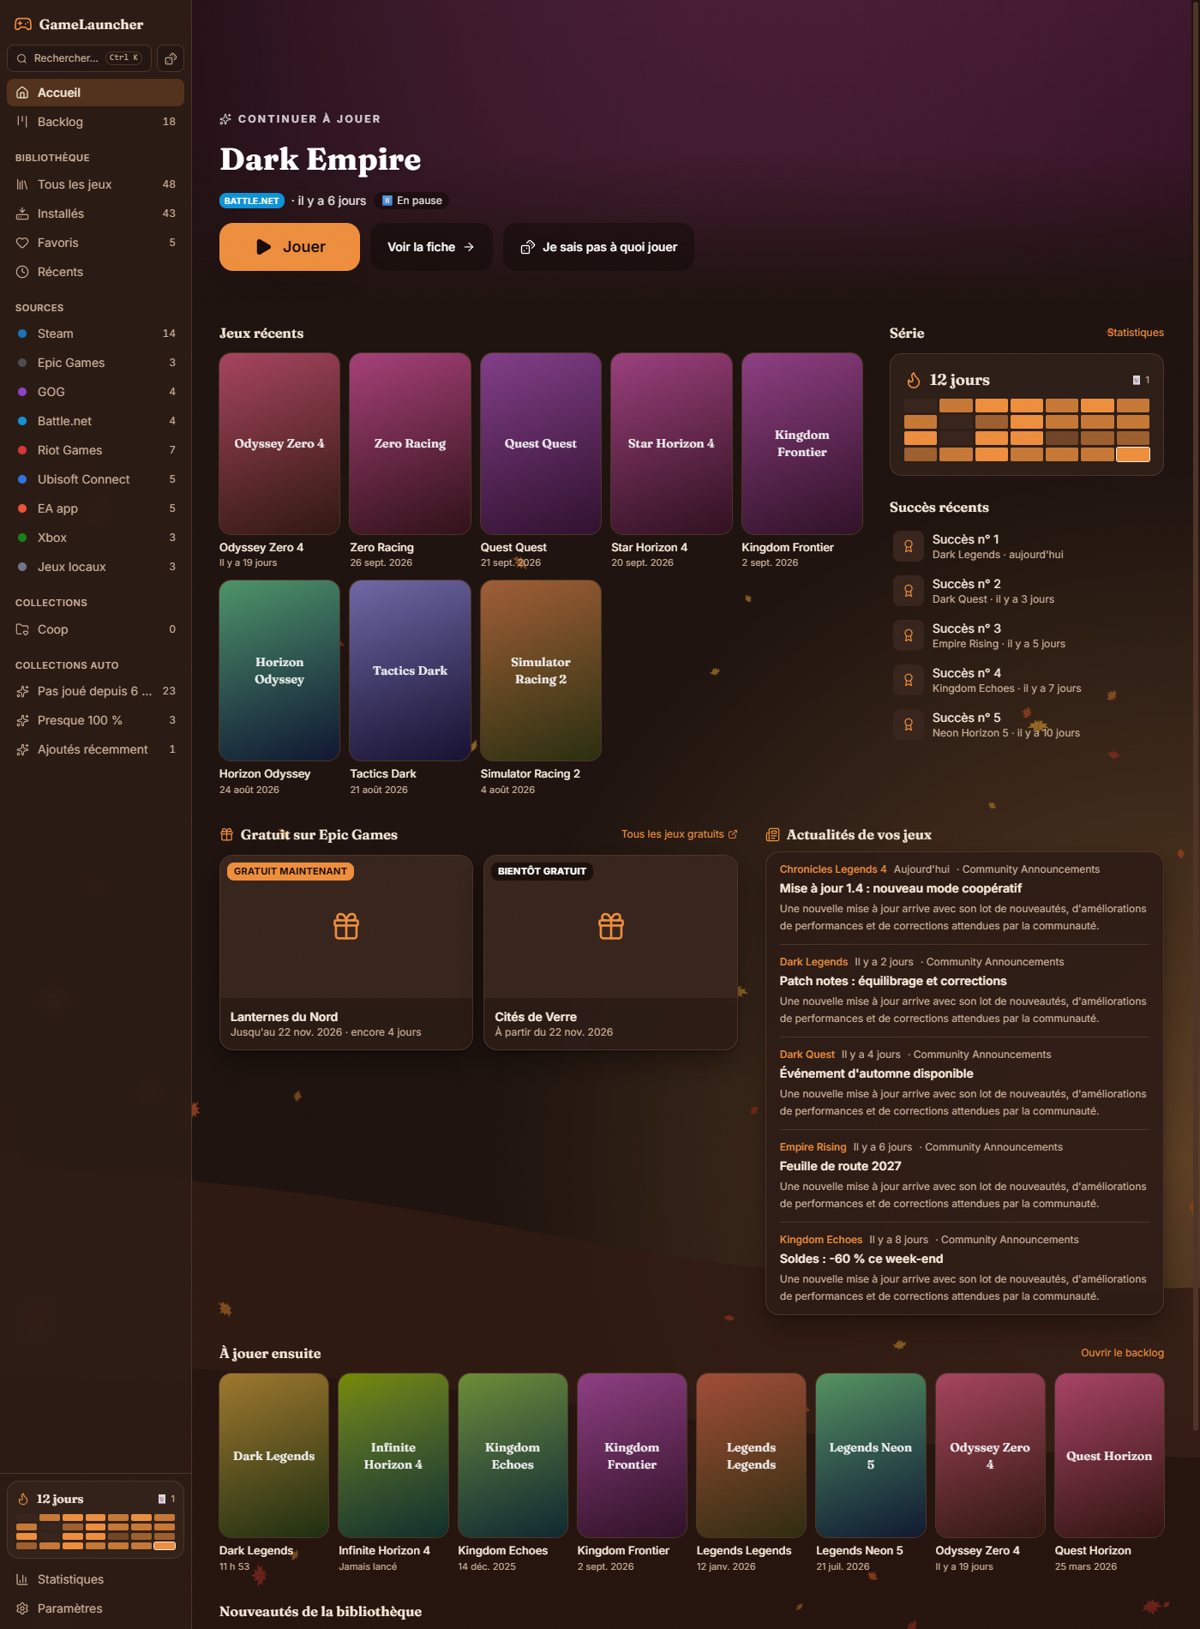 GameLauncher
Rechercher... Ctrl K
Accueil
Backlog 18
BIBLIOTHÈQUE
Tous les jeux 48
Installés 43
Favoris 5
Récents
SOURCES
Steam 14
Epic Games 3
GOG 4
Battle.net 4
Riot Games 7
Ubisoft Connect 5
EA app 5
Xbox 3
Jeux locaux 3
COLLECTIONS
Coop 0
COLLECTIONS AUTO
Pas joué depuis 6 ... 23
Presque 100 % 3
Ajoutés récemment 1
12 jours 1
Statistiques
Paramètres
CONTINUER À JOUER
Dark Empire
BATTLE.NET · il y a 6 jours En pause
Jouer
Voir la fiche
Je sais pas à quoi jouer
Jeux récents
Odyssey Zero 4
Zero Racing
Quest Quest
Star Horizon 4
Kingdom
Frontier
Odyssey Zero 4
Il y a 19 jours
Zero Racing
26 sept. 2026
Quest Quest
21 sept. 2026
Star Horizon 4
20 sept. 2026
Kingdom Frontier
2 sept. 2026
Horizon
Odyssey
Tactics Dark
Simulator
Racing 2
Horizon Odyssey
24 août 2026
Tactics Dark
21 août 2026
Simulator Racing 2
4 août 2026
Série Statistiques
12 jours 1
Succès récents
Succès n° 1
Dark Legends · aujourd'hui
Succès n° 2
Dark Quest · il y a 3 jours
Succès n° 3
Empire Rising · il y a 5 jours
Succès n° 4
Kingdom Echoes · il y a 7 jours
Succès n° 5
Neon Horizon 5 · il y a 10 jours
Gratuit sur Epic Games Tous les jeux gratuits
GRATUIT MAINTENANT
Lanternes du Nord
Jusqu'au 22 nov. 2026 · encore 4 jours
BIENTÔT GRATUIT
Cités de Verre
À partir du 22 nov. 2026
Actualités de vos jeux
Chronicles Legends 4 Aujourd'hui · Community Announcements
Mise à jour 1.4 : nouveau mode coopératif
Une nouvelle mise à jour arrive avec son lot de nouveautés, d'améliorations
de performances et de corrections attendues par la communauté.
Dark Legends Il y a 2 jours · Community Announcements
Patch notes : équilibrage et corrections
Une nouvelle mise à jour arrive avec son lot de nouveautés, d'améliorations
de performances et de corrections attendues par la communauté.
Dark Quest Il y a 4 jours · Community Announcements
Événement d'automne disponible
Une nouvelle mise à jour arrive avec son lot de nouveautés, d'améliorations
de performances et de corrections attendues par la communauté.
Empire Rising Il y a 6 jours · Community Announcements
Feuille de route 2027
Une nouvelle mise à jour arrive avec son lot de nouveautés, d'améliorations
de performances et de corrections attendues par la communauté.
Kingdom Echoes Il y a 8 jours · Community Announcements
Soldes : -60 % ce week-end
Une nouvelle mise à jour arrive avec son lot de nouveautés, d'améliorations
de performances et de corrections attendues par la communauté.
À jouer ensuite Ouvrir le backlog
Dark Legends
Infinite
Horizon 4
Kingdom
Echoes
Kingdom
Frontier
Legends
Legends
Legends Neon
5
Odyssey Zero
4
Quest Horizon
Dark Legends
11 h 53
Infinite Horizon 4
Jamais lancé
Kingdom Echoes
14 déc. 2025
Kingdom Frontier
2 sept. 2026
Legends Legends
12 janv. 2026
Legends Neon 5
21 juil. 2026
Odyssey Zero 4
Il y a 19 jours
Quest Horizon
25 mars 2026
Nouveautés de la bibliothèque